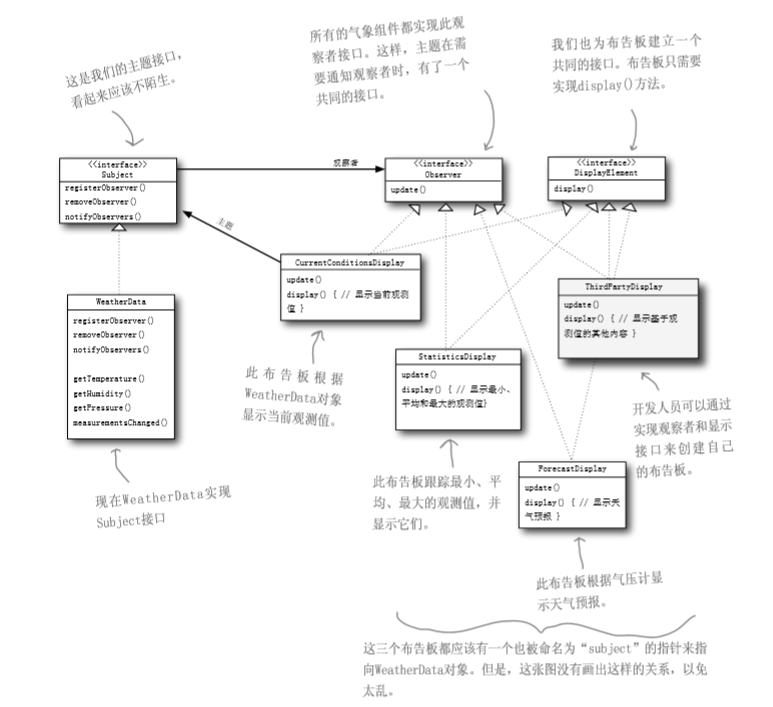 这是我们的主题接口，
看起来应该不陌生。
所有的气象组件都实现此观
察者接口。这样，主题在需
要通知观察者时，有了一个
共同的接口。
我们也为布告板建立一个
共同的接口。布告板只需要
实现display()方法。
<<interface>>
Subject
registerObserver()
removeObserver()
notifyObservers()
观察者
<<interface>>
Observer
update()
<<interface>>
DisplayElement
display()
主题
WeatherData
registerObserver()
removeObserver()
notifyObservers()
getTemperature()
getHumidity()
getPressure()
measurementsChanged()
CurrentConditionsDisplay
update()
display() { // 显示当前观测
值 }
ThirdPartyDisplay
update()
display() { // 显示基于观
测值的其他内容 }
StatisticsDisplay
update()
display() { // 显示最小、
平均和最大的观测值}
ForecastDisplay
update()
display() { // 显示天
气预报 }
此布告板根据
WeatherData对象
显示当前观测值。
开发人员可以通过
实现观察者和显示
接口来创建自己
的布告板。
现在WeatherData实现
Subject接口
此布告板跟踪最小、平
均、最大的观测值，并
显示它们。
此布告板根据气压计显
示天气预报。
这三个布告板都应该有一个也被命名为“subject”的指针来指
向WeatherData对象。但是，这张图没有画出这样的关系，以免
太乱。